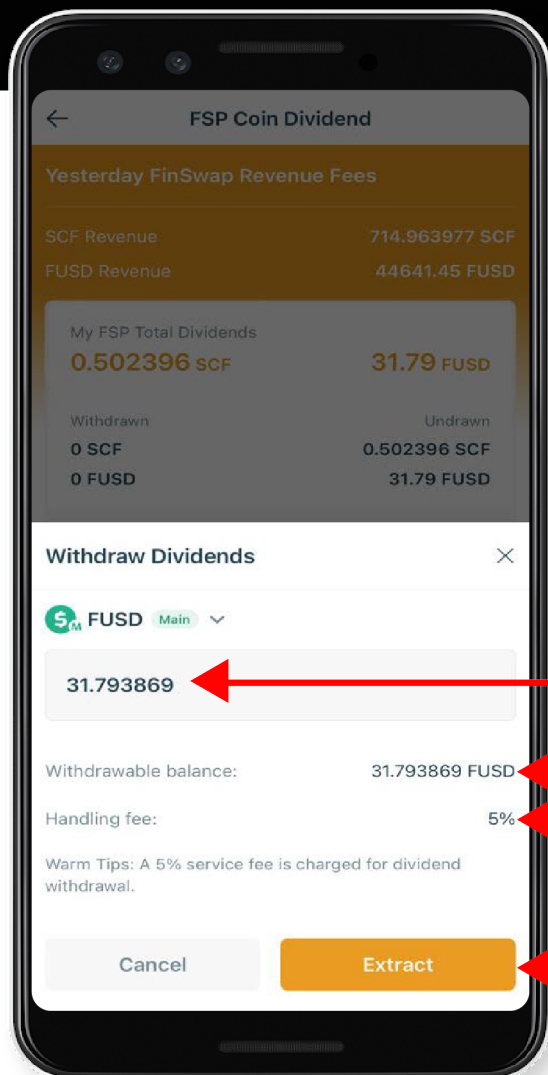 FSP Coin Dividend
Yesterday FinSwap Revenue Fees
SCF Revenue 714.963977 SCF
FUSD Revenue 44641.45 FUSD
My FSP Total Dividends
0.502396 SCF 31.79 FUSD
Withdrawn Undrawn
0 SCF 0.502396 SCF
0 FUSD 31.79 FUSD
Withdraw Dividends
$M FUSD Main
31.793869
Withdrawable balance: 31.793869 FUSD
Handling fee: 5%
Warm Tips: A 5% service fee is charged for dividend
withdrawal.
Cancel Extract